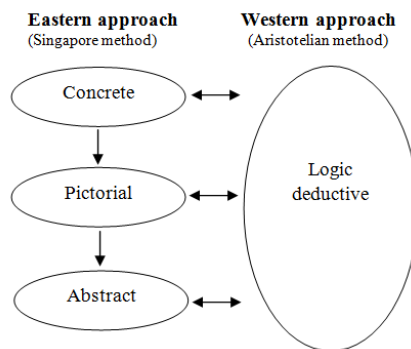 Eastern approach
(Singapore method)
Western approach
(Aristotelian method)
Concrete
Pictorial
Logic
deductive
Abstract